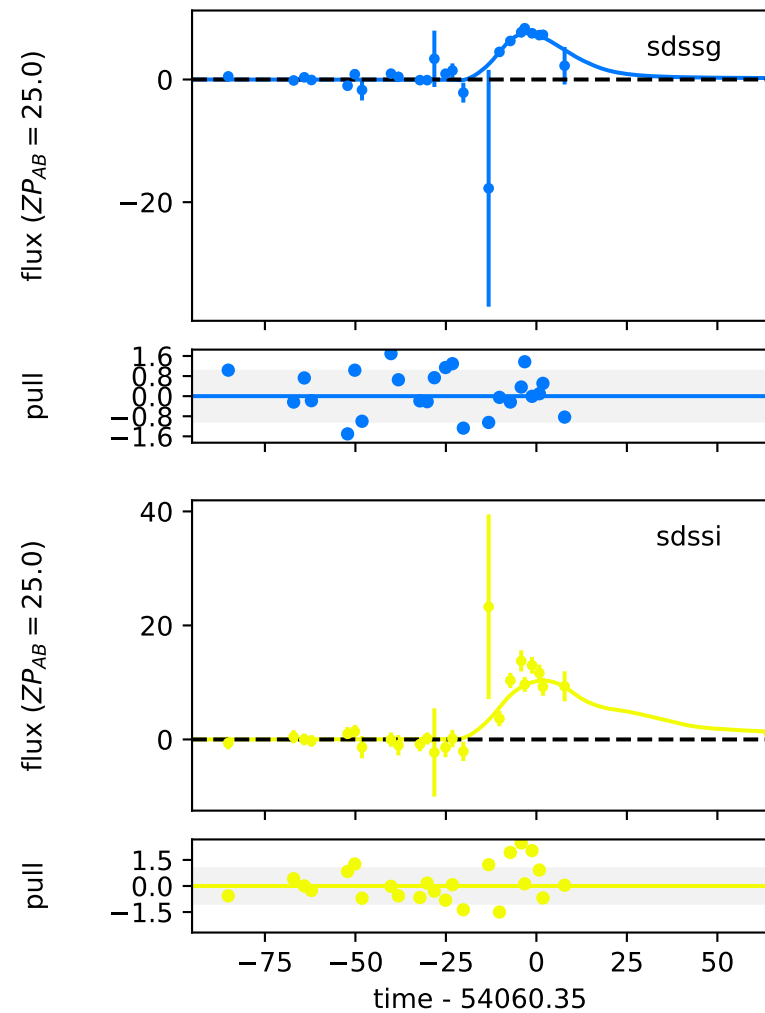 sdssg
flux (ZP_AB = 25.0)
0
−20
pull
1.6
0.8
0.0
−0.8
−1.6
sdssi
flux (ZP_AB = 25.0)
40
20
0
pull
1.5
0.0
−1.5
−75 −50 −25 0 25 50
time - 54060.35